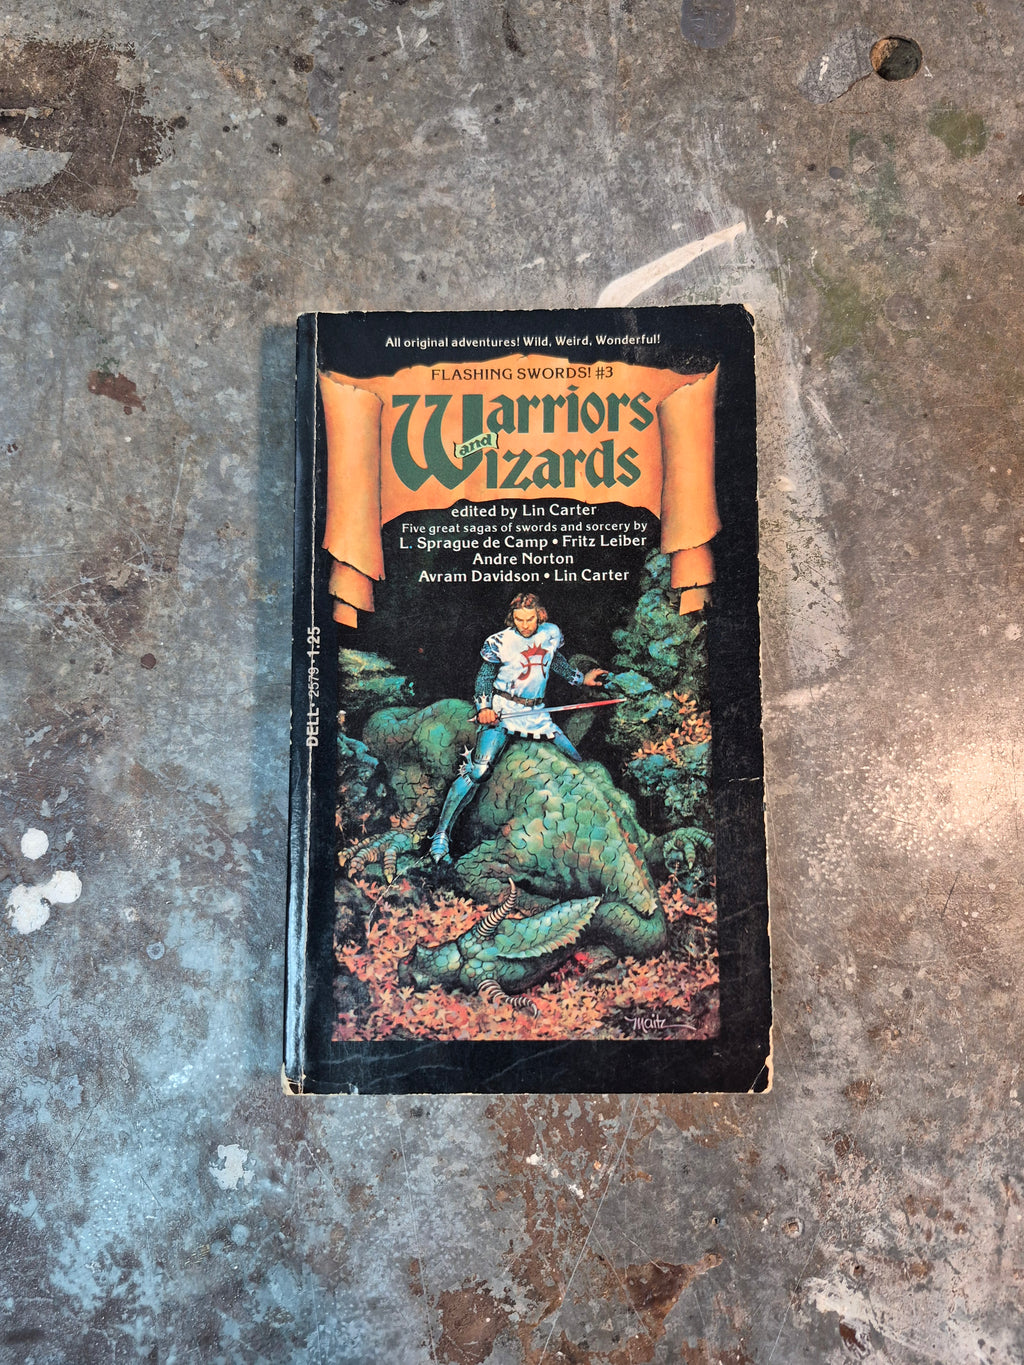 All original adventures! Wild, Weird, Wonderful!
FLASHING SWORDS! #3
Warriors
and
Wizards
edited by Lin Carter
Five great sagas of swords and sorcery by
L. Sprague de Camp • Fritz Leiber
Andre Norton
Avram Davidson • Lin Carter
DELL • 2579 • 1.25
Maitz